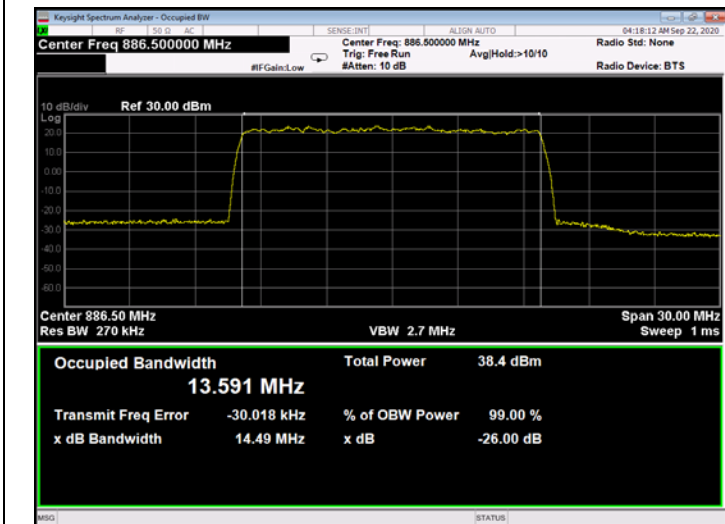 Keysight Spectrum Analyzer - Occupied BW
RF 50 Ω AC SENSE:INT ALIGN AUTO 04:18:12 AM Sep 22, 2020
Center Freq 886.500000 MHz Center Freq: 886.500000 MHz Radio Std: None
Trig: Free Run Avg|Hold:>10/10
#IFGain:Low #Atten: 10 dB Radio Device: BTS
10 dB/div Ref 30.00 dBm
Log
20.0
10.0
0.00
-10.0
-20.0
-30.0
-40.0
-50.0
-60.0
Center 886.50 MHz Span 30.00 MHz
Res BW 270 kHz VBW 2.7 MHz Sweep 1 ms
Occupied Bandwidth Total Power 38.4 dBm
13.591 MHz
Transmit Freq Error -30.018 kHz % of OBW Power 99.00 %
x dB Bandwidth 14.49 MHz x dB -26.00 dB
MSG STATUS